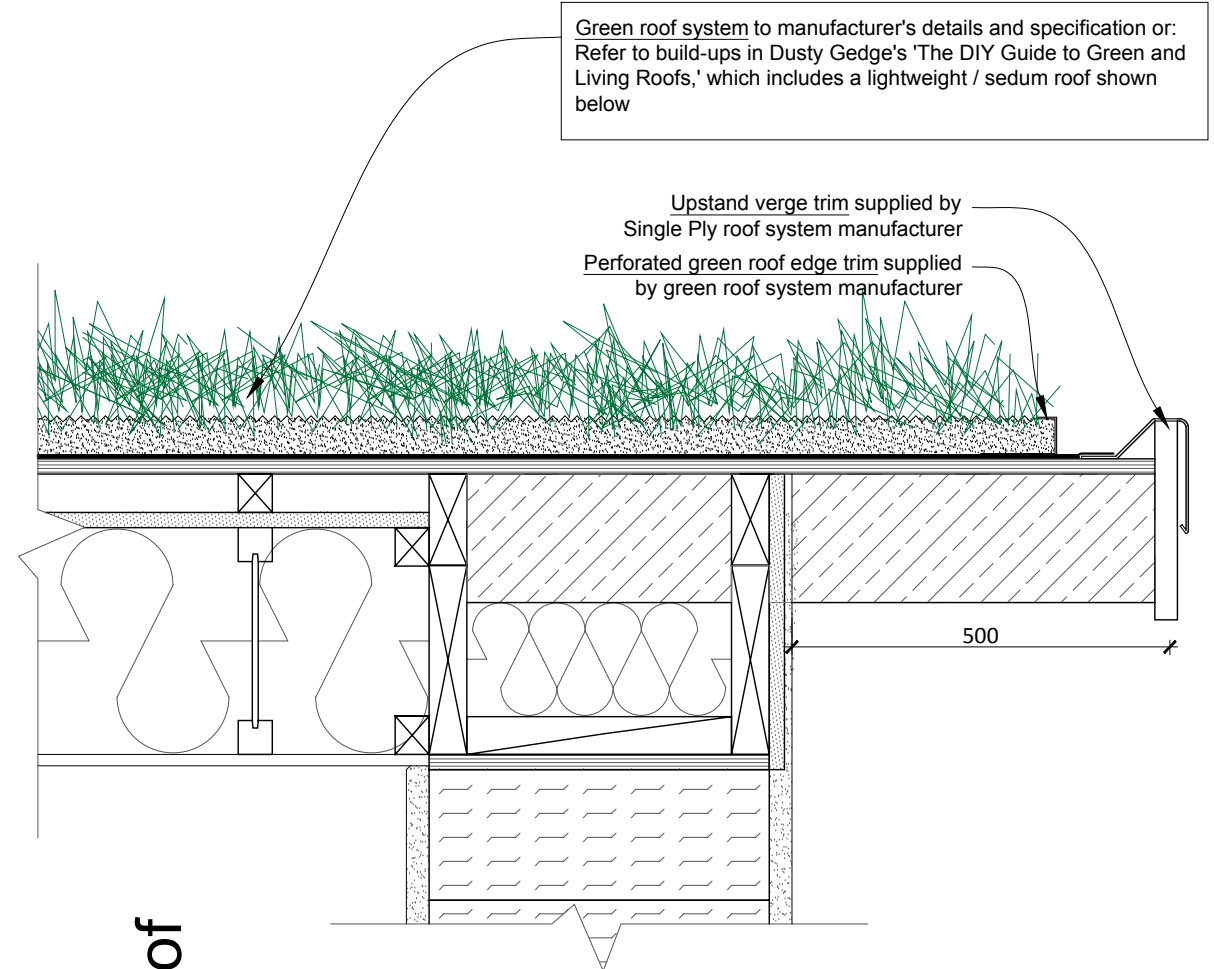 Green roof system to manufacturer's details and specification or:
Refer to build-ups in Dusty Gedge's 'The DIY Guide to Green and
Living Roofs,' which includes a lightweight / sedum roof shown
below
Upstand verge trim supplied by
Single Ply roof system manufacturer
Perforated green roof edge trim supplied
by green roof system manufacturer
500
of